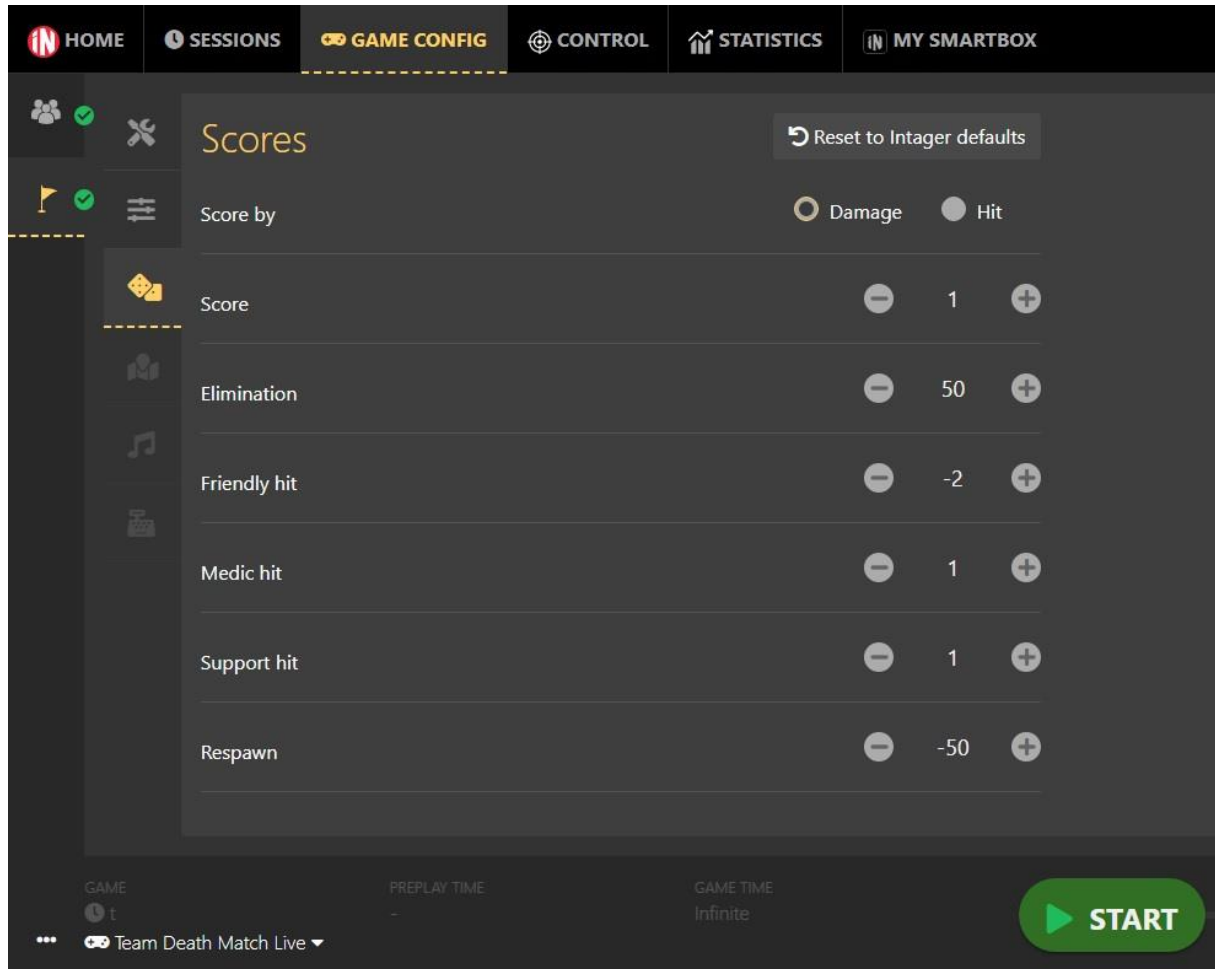 iN HOME
SESSIONS
GAME CONFIG
CONTROL
STATISTICS
iN MY SMARTBOX
Scores
Reset to Intager defaults
Score by
Damage
Hit
Score
1
Elimination
50
Friendly hit
-2
Medic hit
1
Support hit
1
Respawn
-50
GAME
PREPLAY TIME
GAME TIME
t
-
Infinite
Team Death Match Live
START